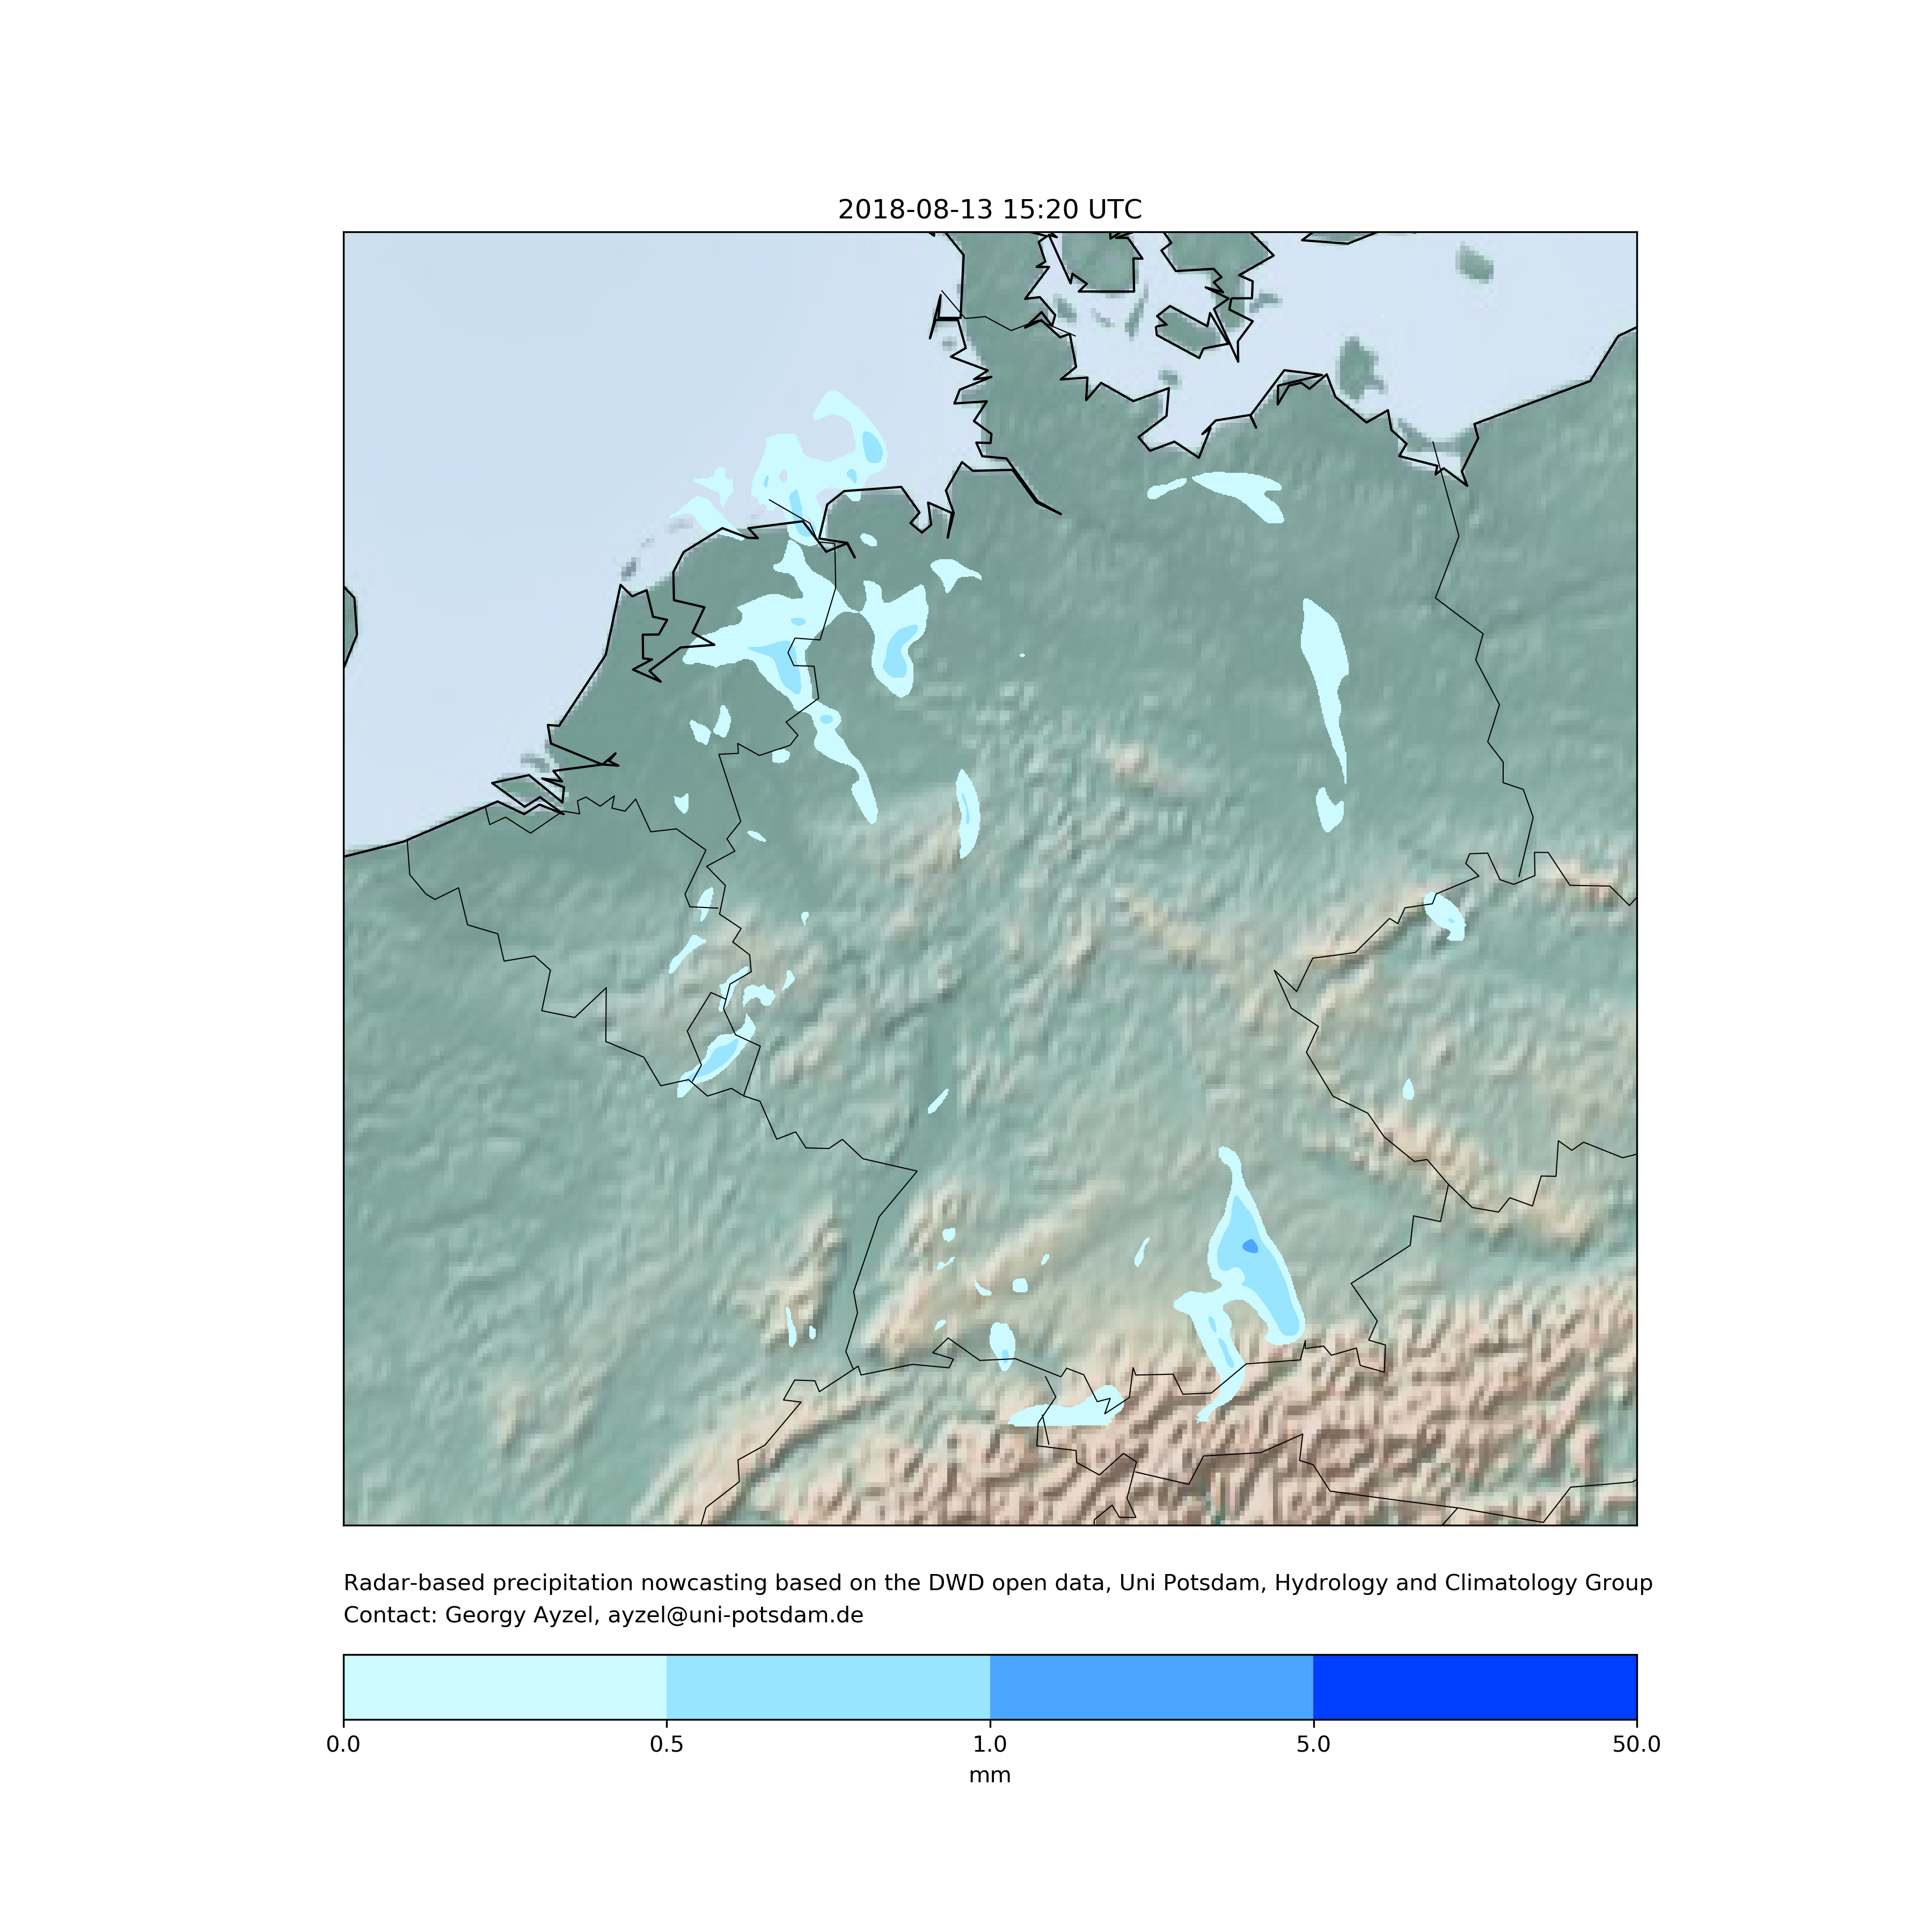 2018-08-13 15:20 UTC
Radar-based precipitation nowcasting based on the DWD open data, Uni Potsdam, Hydrology and Climatology Group
Contact: Georgy Ayzel, ayzel@uni-potsdam.de
0.0 0.5 1.0 5.0 50.0
mm